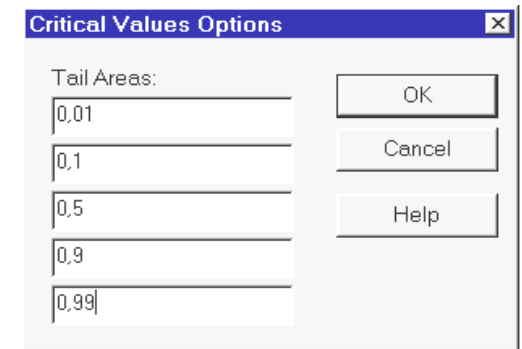 Critical Values Options
Tail Areas:
0,01
0,1
0,5
0,9
0,99
OK
Cancel
Help